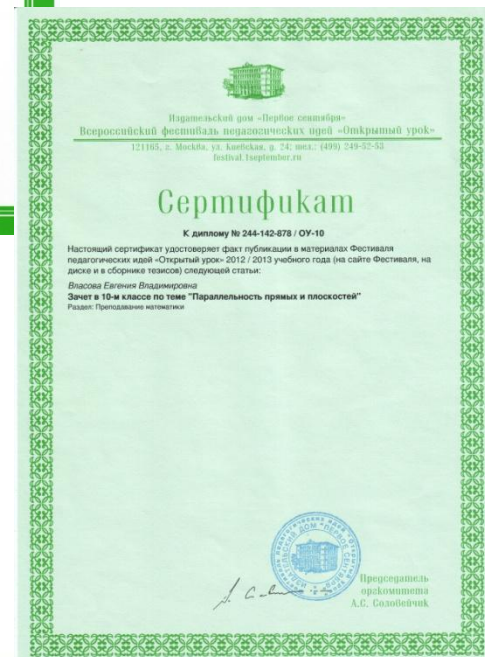 Издательский дом «Первое сентября»
Всероссийский фестиваль педагогических идей «Открытый урок»
121165, г. Москва, ул. Киевская, д. 24; тел.: (499) 249-52-53
festival.1september.ru
Сертификат
К диплому № 244-142-878 / ОУ-10
Настоящий сертификат удостоверяет факт публикации в материалах Фестиваля
педагогических идей «Открытый урок» 2012 / 2013 учебного года (на сайте Фестиваля, на
диске и в сборнике тезисов) следующей статьи:
Власова Евгения Владимировна
Зачет в 10-м классе по теме "Параллельность прямых и плоскостей"
Раздел: Преподавание математики
Председатель
оргкомитета
А.С. Соловейчик